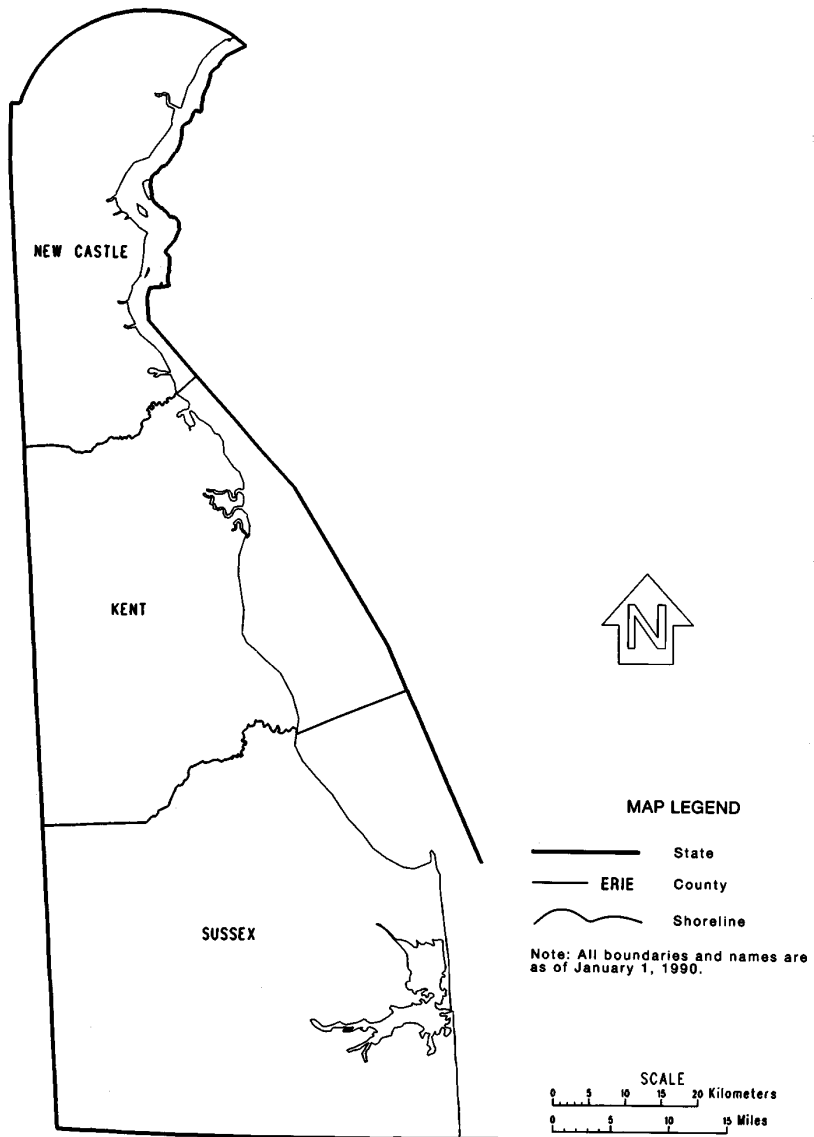 NEW CASTLE
KENT
N
MAP LEGEND
State
ERIE County
Shoreline
Note: All boundaries and names are
as of January 1, 1990.
SUSSEX
SCALE
0 5 10 15 20 Kilometers
0 5 10 15 Miles